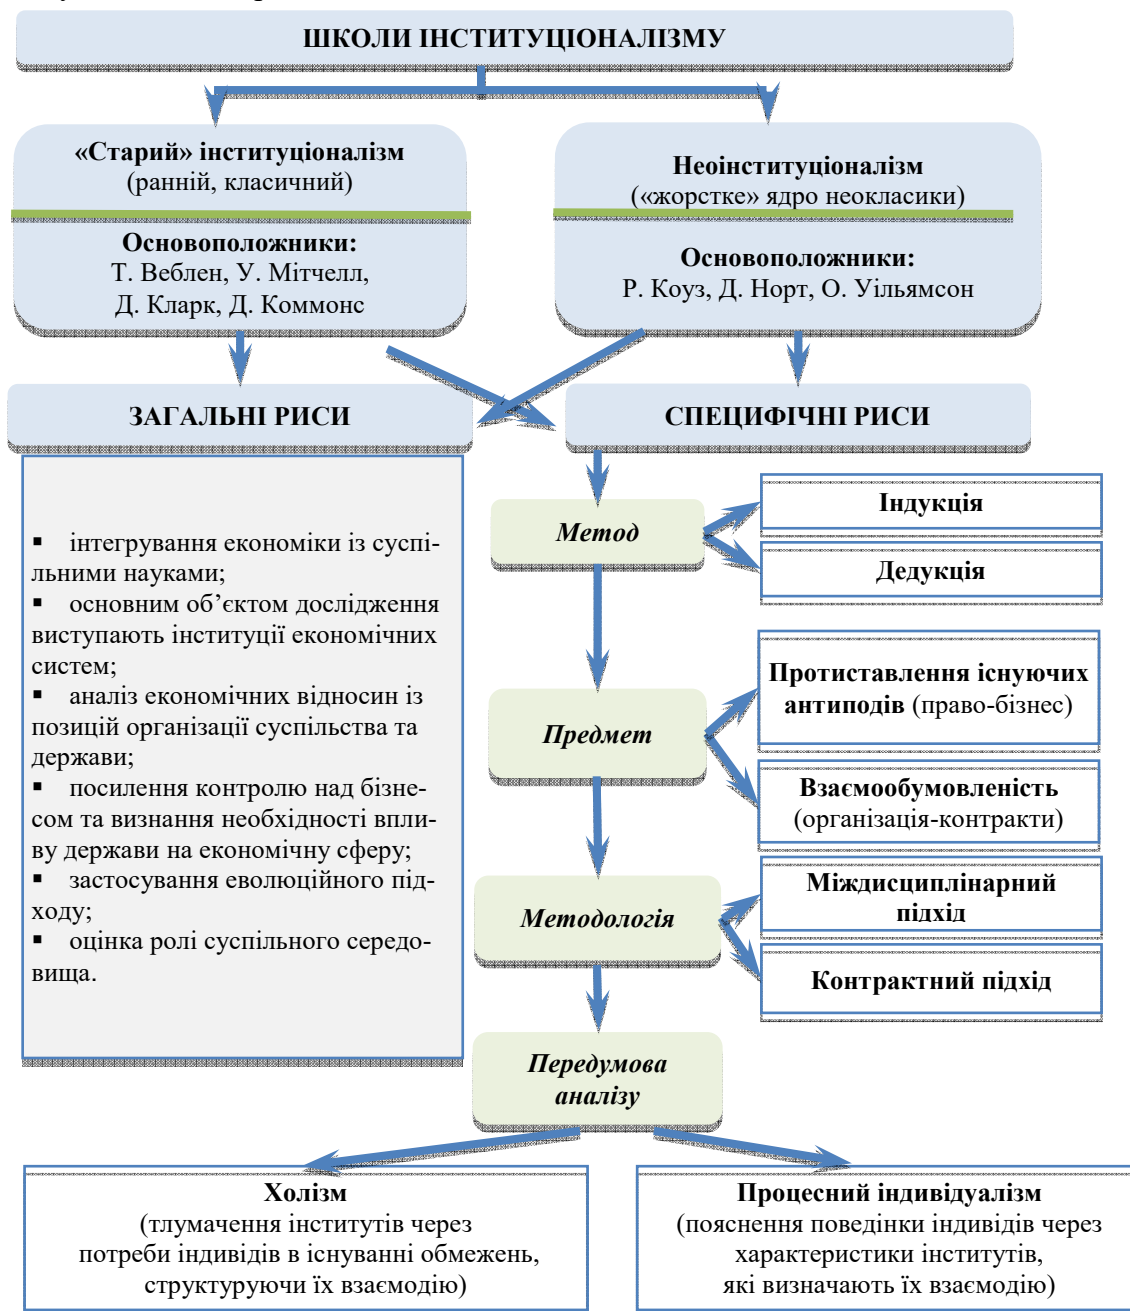 ШКОЛИ ІНСТИТУЦІОНАЛІЗМУ
«Старий» інституціоналізм
(ранній, класичний)
Основоположники:
Т. Веблен, У. Мітчелл,
Д. Кларк, Д. Коммонс
Неоінституціоналізм
(«жорстке» ядро неокласики)
Основоположники:
Р. Коуз, Д. Норт, О. Уільямсон
ЗАГАЛЬНІ РИСИ
СПЕЦИФІЧНІ РИСИ
▪ інтегрування економіки із суспі-
льними науками;
▪ основним об’єктом дослідження
виступають інституції економічних
систем;
▪ аналіз економічних відносин із
позицій організації суспільства та
держави;
▪ посилення контролю над бізне-
сом та визнання необхідності впли-
ву держави на економічну сферу;
▪ застосування еволюційного під-
ходу;
▪ оцінка ролі суспільного середо-
вища.
Метод
Індукція
Дедукція
Предмет
Протиставлення існуючих
антиподів (право-бізнес)
Взаємообумовленість
(організація-контракти)
Методологія
Міждисциплінарний
підхід
Контрактний підхід
Передумова
аналізу
Холізм
(тлумачення інститутів через
потреби індивідів в існуванні обмежень,
структуруючи їх взаємодію)
Процесний індивідуалізм
(пояснення поведінки індивідів через
характеристики інститутів,
які визначають їх взаємодію)